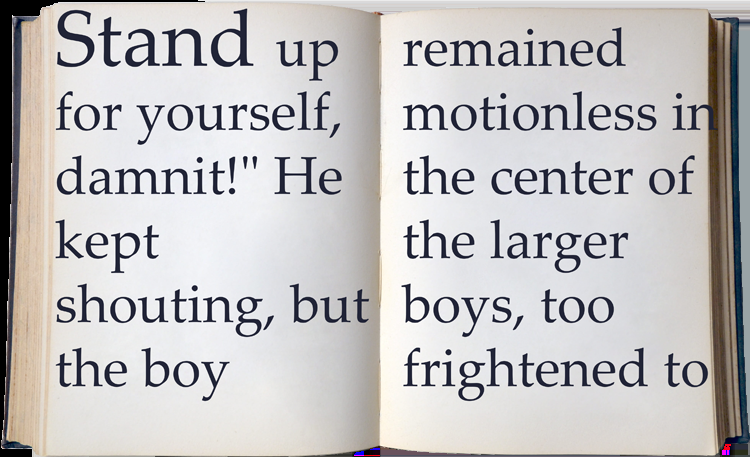 Stand up
for yourself,
damnit!" He
kept
shouting, but
the boy
remained
motionless in
the center of
the larger
boys, too
frightened to